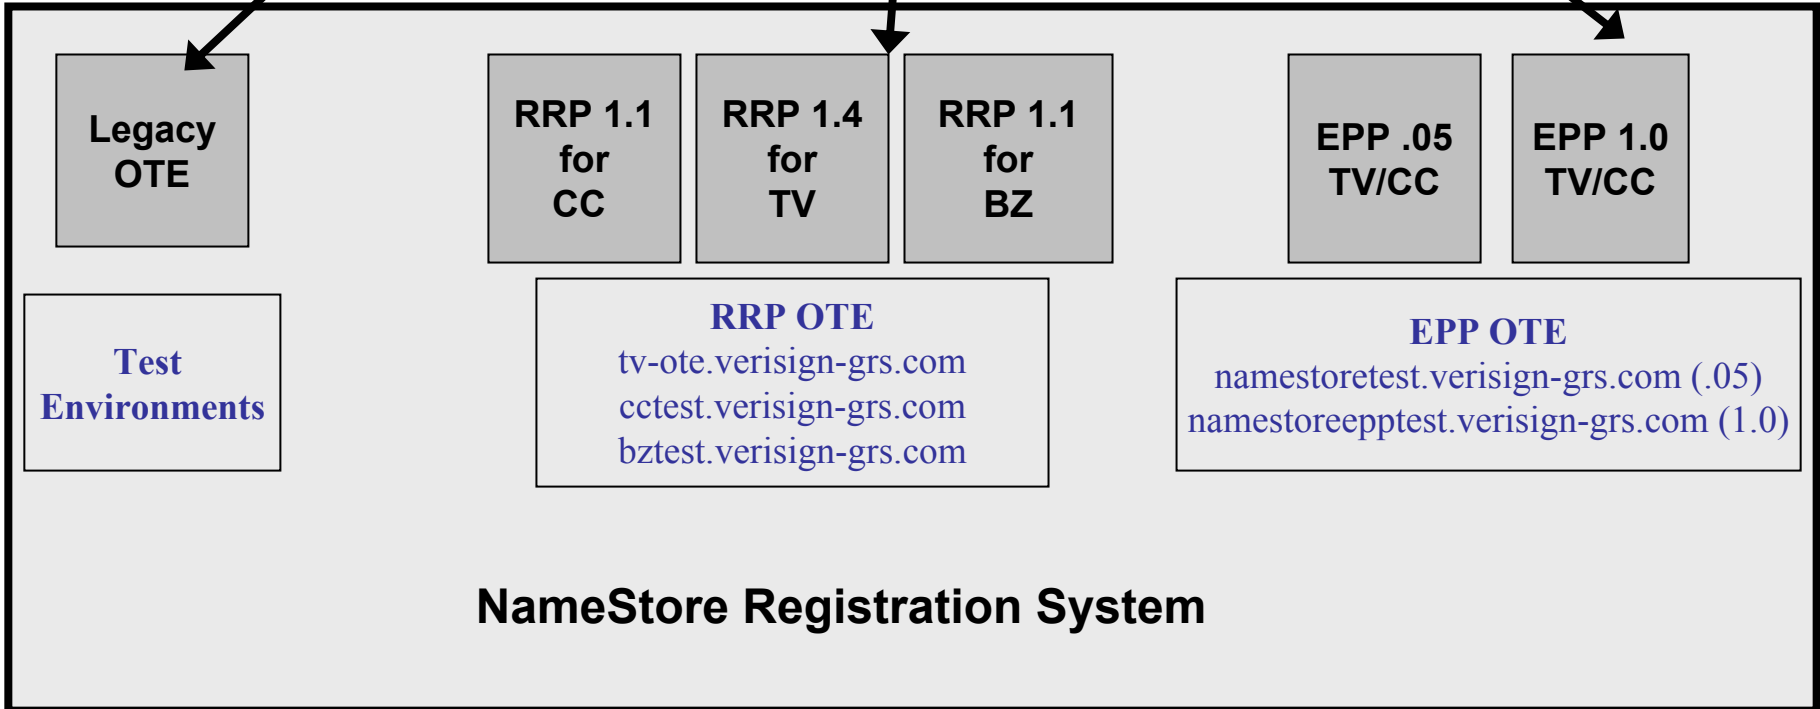 Legacy
OTE
RRP 1.1
for
CC
RRP 1.4
for
TV
RRP 1.1
for
BZ
EPP .05
TV/CC
EPP 1.0
TV/CC
Test
Environments
RRP OTE
tv-ote.verisign-grs.com
cctest.verisign-grs.com
bztest.verisign-grs.com
EPP OTE
namestoretest.verisign-grs.com (.05)
namestoreepptest.verisign-grs.com (1.0)
NameStore Registration System